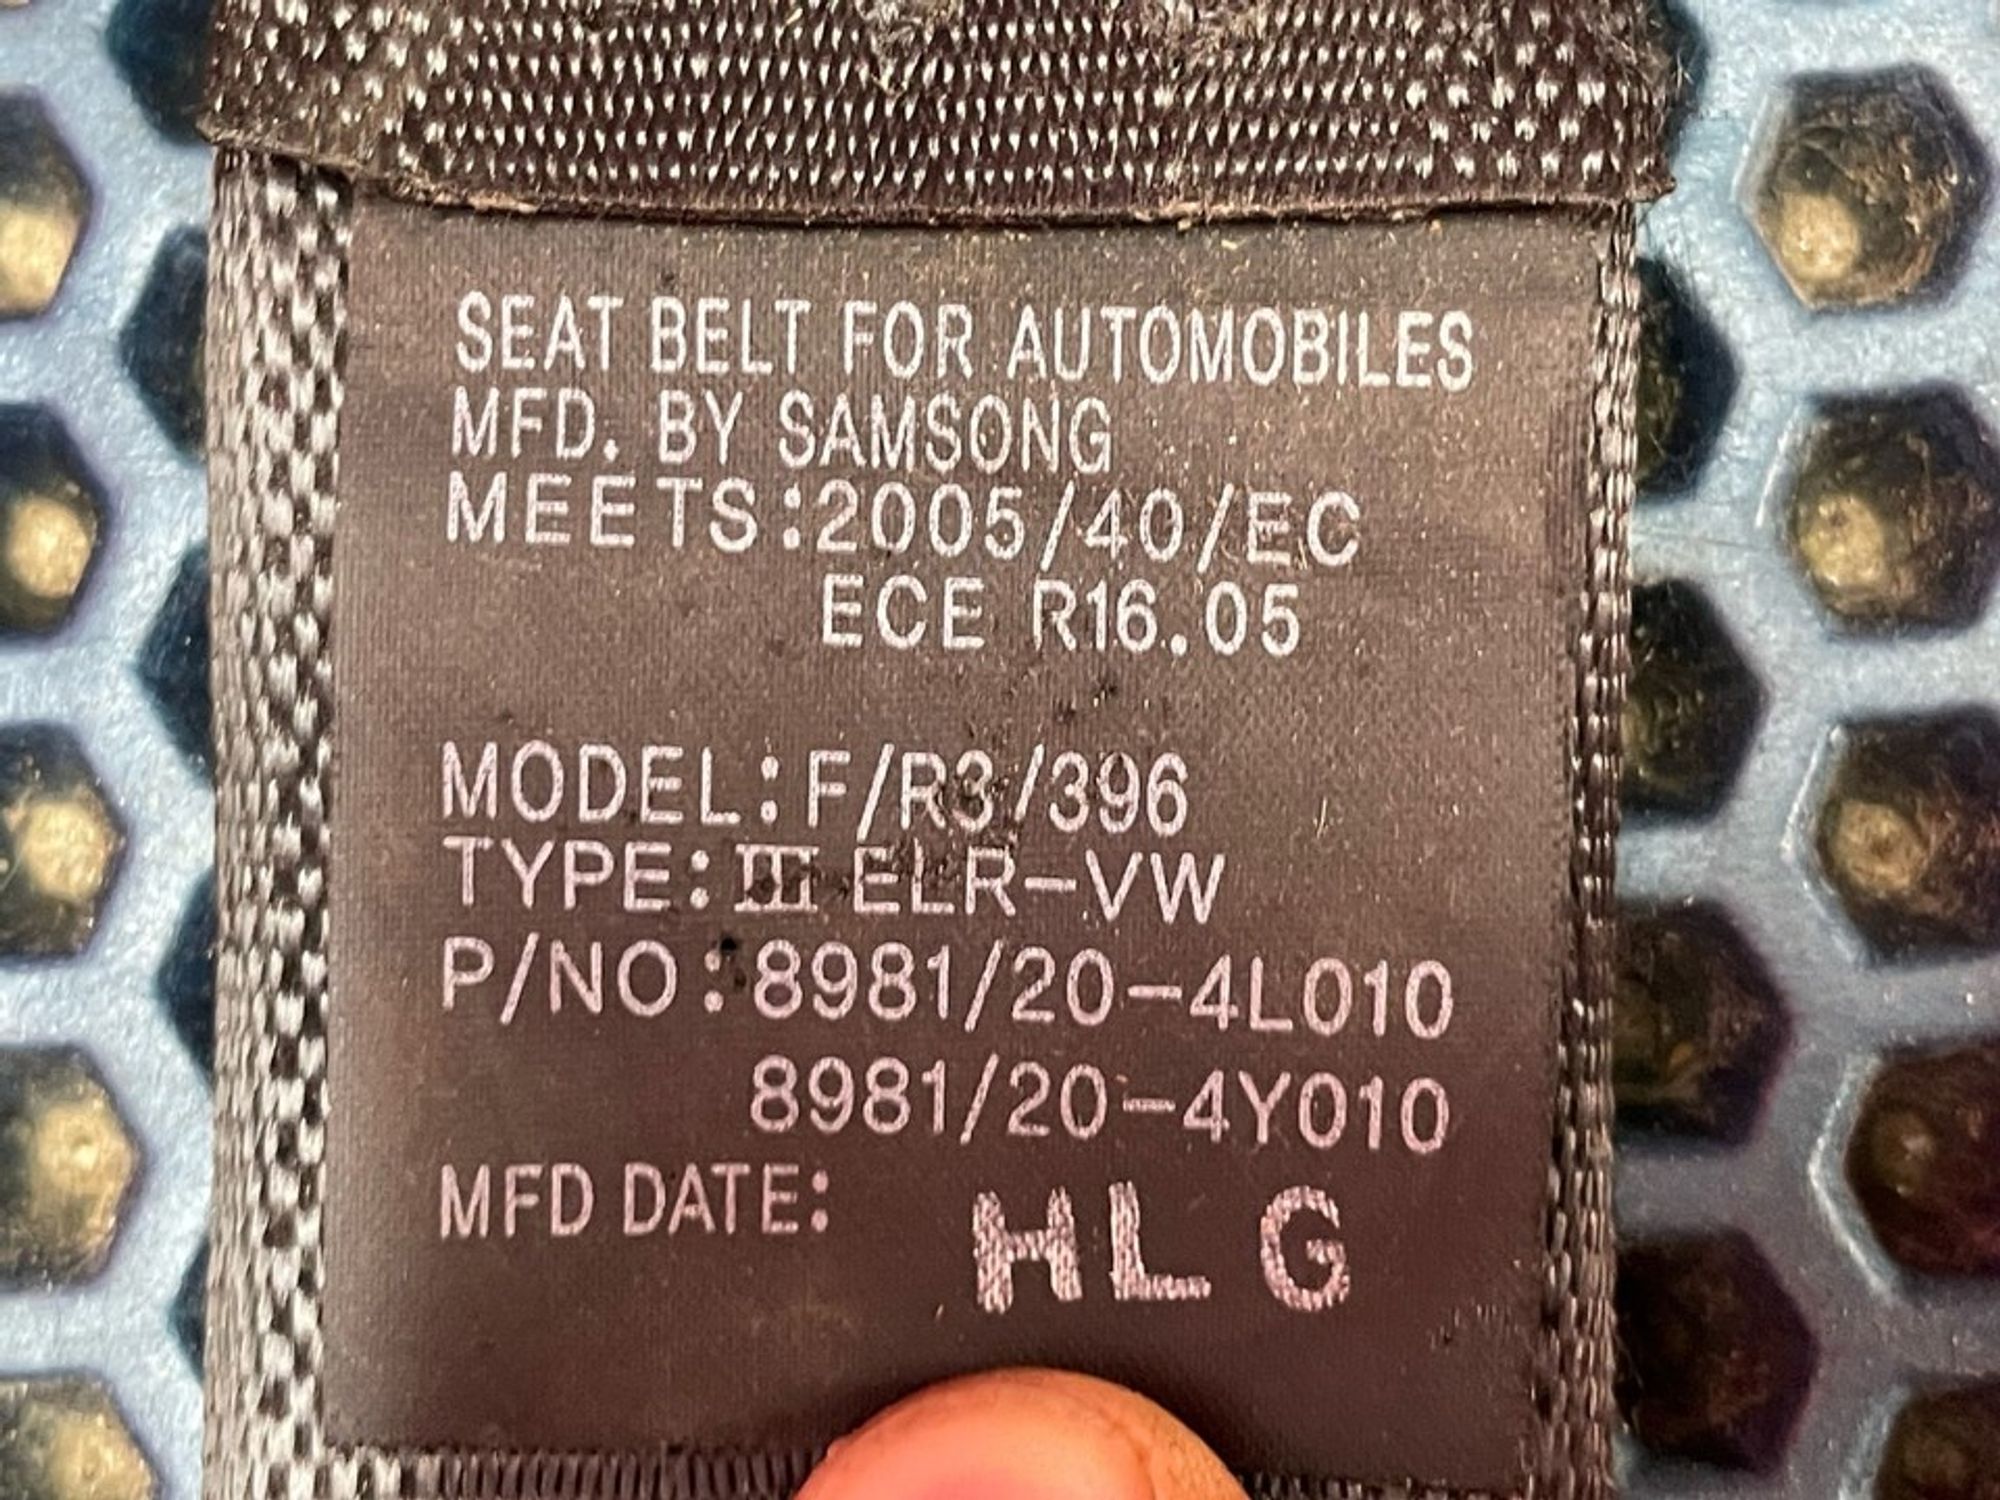 SEAT BELT FOR AUTOMOBILES
MFD. BY SAMSONG
MEETS:2005/40/EC
ECE R16.05
MODEL:F/R3/396
TYPE:Ⅲ ELR-VW
P/NO:8981/20-4L010
8981/20-4Y010
MFD DATE: HLG